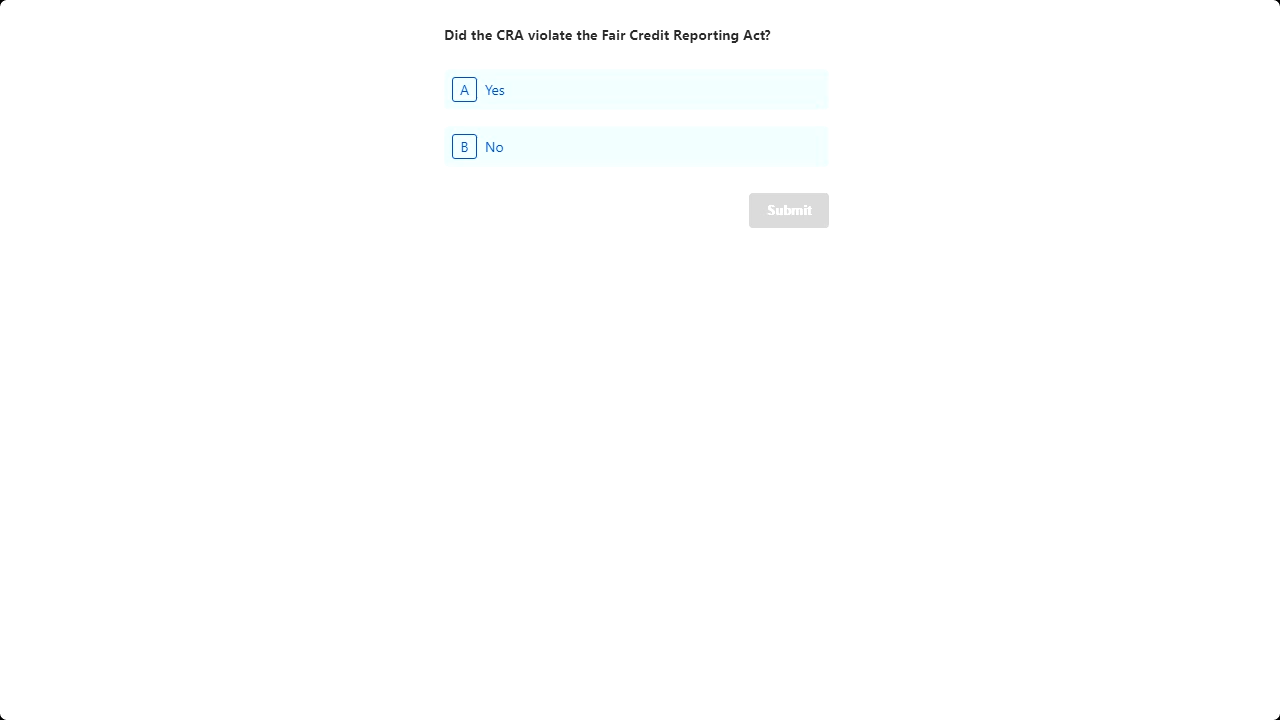 Did the CRA violate the Fair Credit Reporting Act?
A Yes
B No
Submit